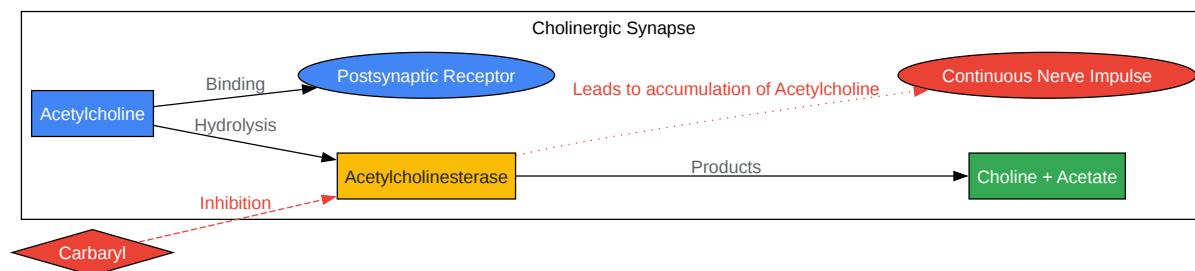 Cholinergic Synapse
Binding
Postsynaptic Receptor
Continuous Nerve Impulse
Leads to accumulation of Acetylcholine
Acetylcholine
Hydrolysis
Acetylcholinesterase
Products
Choline + Acetate
Inhibition
Carbaryl